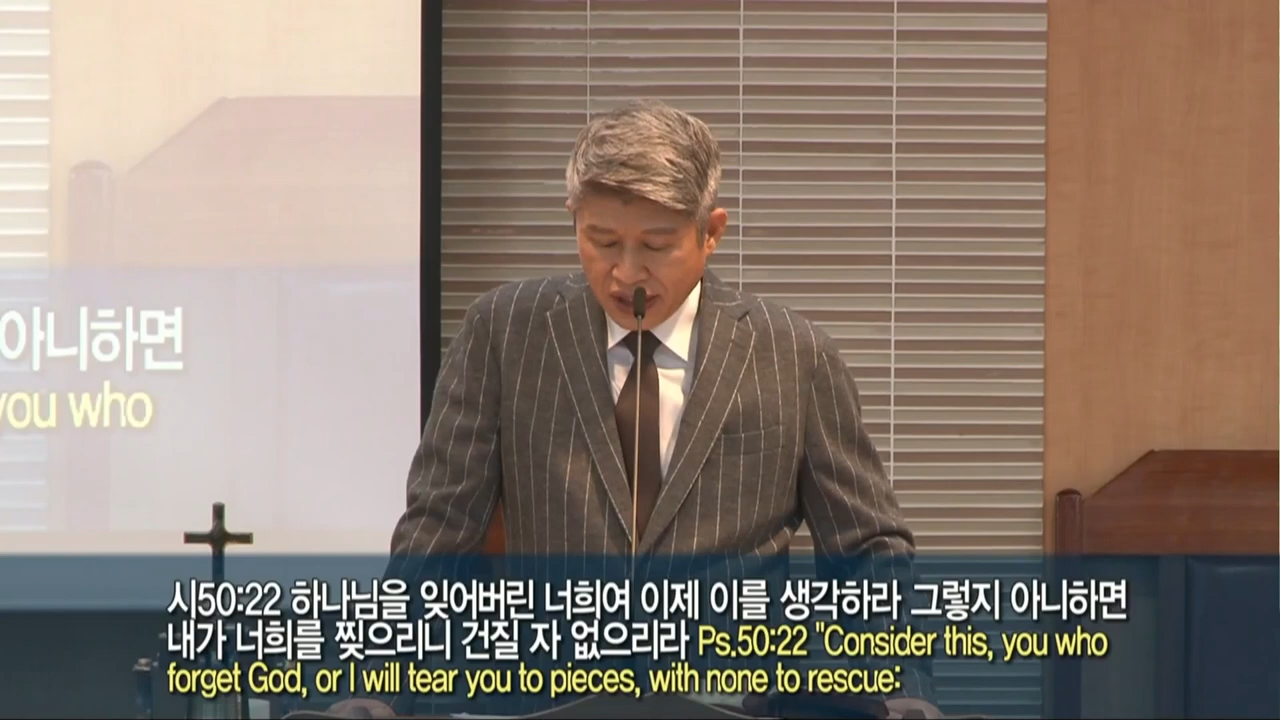 아니하면
you who
시50:22 하나님을 잊어버린 너희여 이제 이를 생각하라 그렇지 아니하면
내가 너희를 찢으리니 건질 자 없으리라 Ps.50:22 "Consider this, you who
forget God, or I will tear you to pieces, with none to rescue: